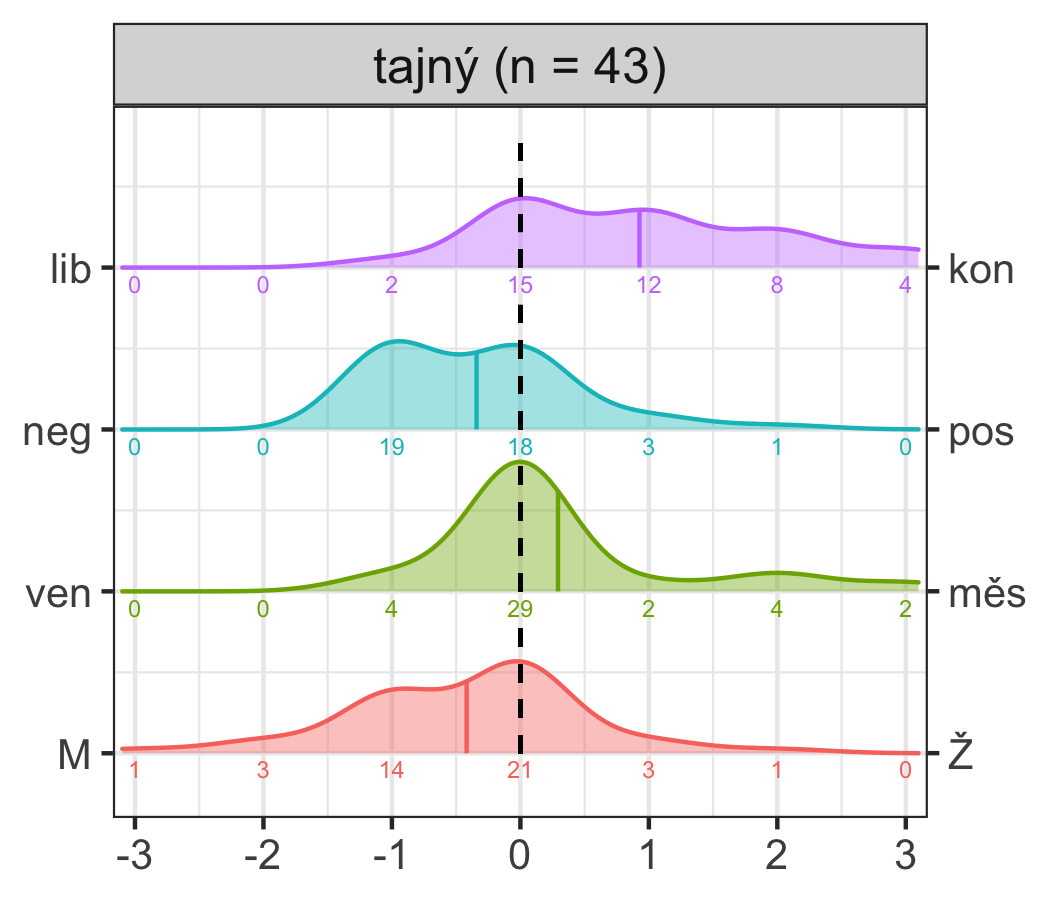 tajný (n = 43)
lib kon
0 0 2 15 12 8 4
neg pos
0 0 19 18 3 1 0
ven měs
0 0 4 29 2 4 2
M Ž
1 3 14 21 3 1 0
-3 -2 -1 0 1 2 3